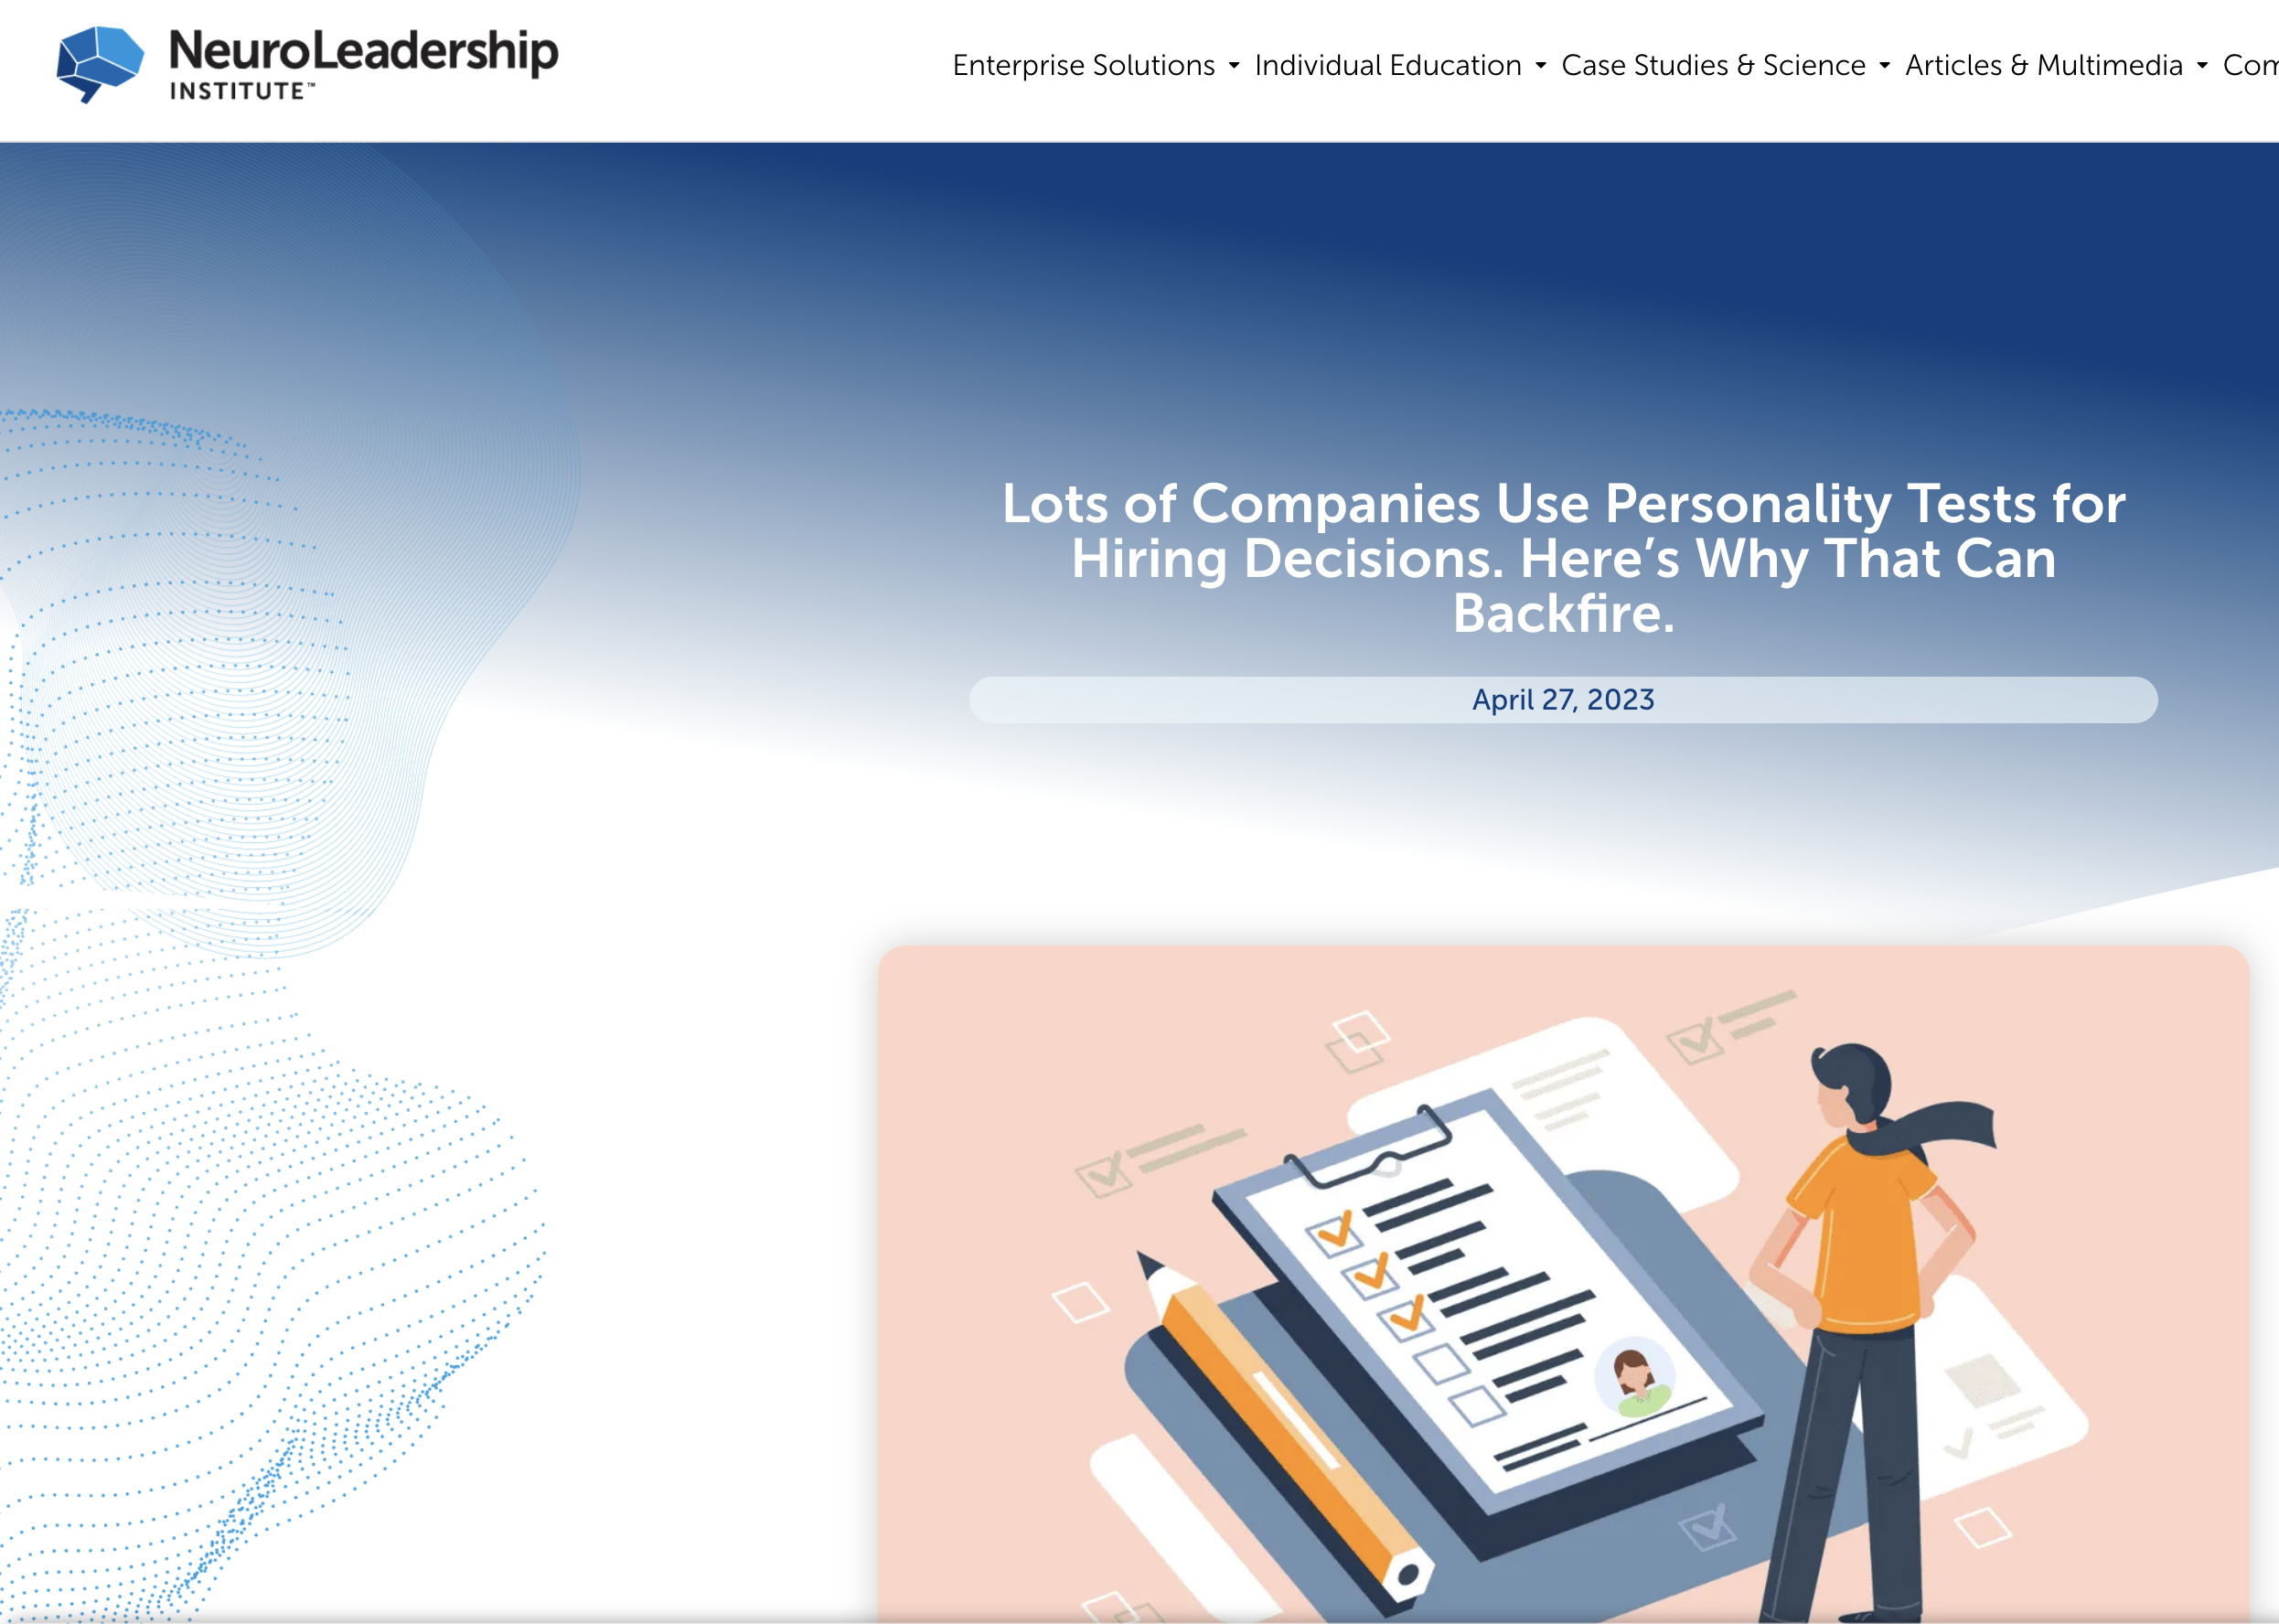 NeuroLeadership
INSTITUTE™
Enterprise Solutions Individual Education Case Studies & Science Articles & Multimedia Com
Lots of Companies Use Personality Tests for
Hiring Decisions. Here’s Why That Can
Backfire.
April 27, 2023